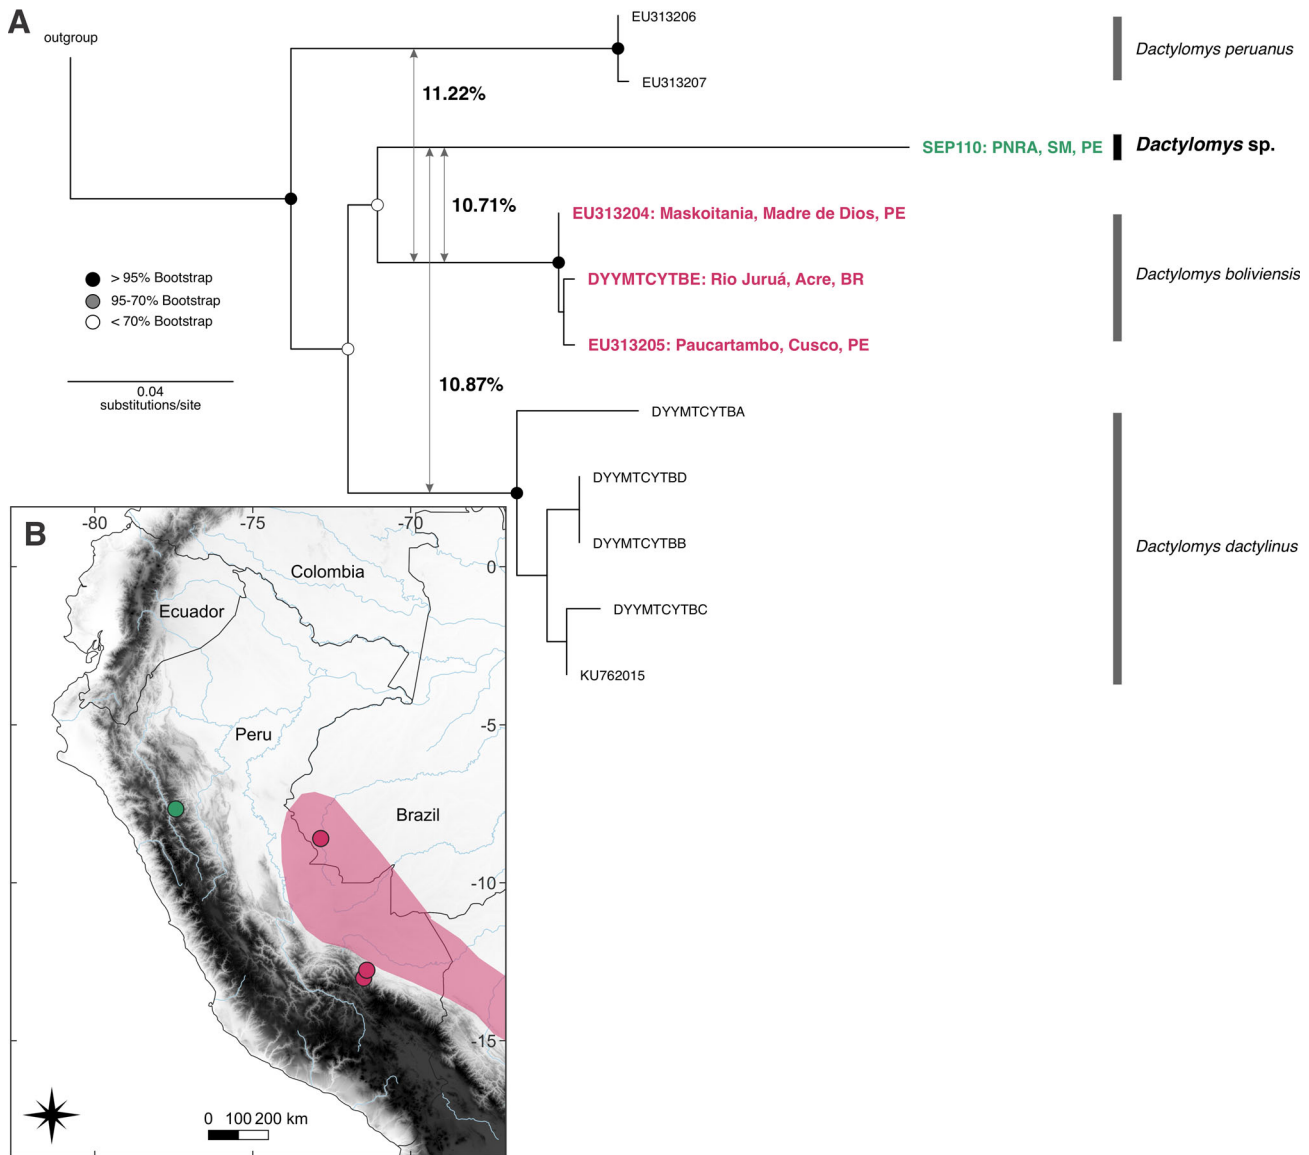 A
outgroup
EU313206
EU313207
Dactylomys peruanus
11.22%
SEP110: PNRA, SM, PE
Dactylomys sp.
10.71%
EU313204: Maskoitania, Madre de Dios, PE
DYYMTCYTBE: Rio Juruá, Acre, BR
EU313205: Paucartambo, Cusco, PE
Dactylomys boliviensis
> 95% Bootstrap
95-70% Bootstrap
< 70% Bootstrap
0.04
substitutions/site
10.87%
DYYMTCYTBA
DYYMTCYTBD
DYYMTCYTBB
DYYMTCYTBC
KU762015
Dactylomys dactylinus
B
-80
-75
-70
Colombia
0
Ecuador
Peru
-5
Brazil
-10
-15
0 100 200 km